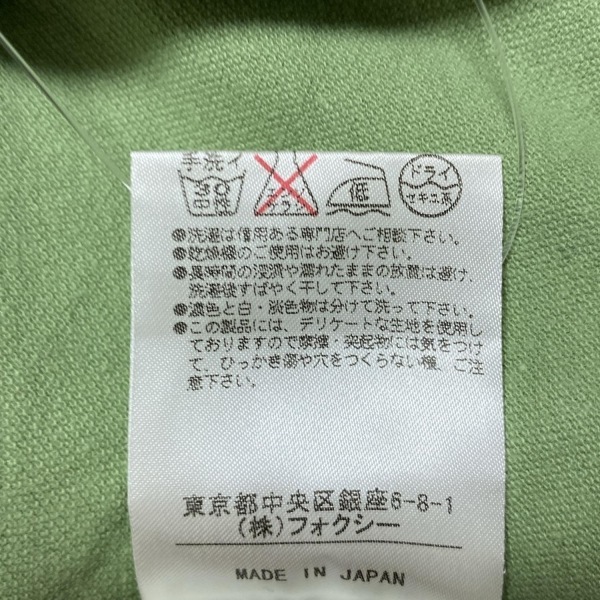 手洗イ
30
中性
エンソ
サラシ
低
ドライ
セキユ系
●洗濯は信用ある専門店へご相談下さい。
●乾燥機のご使用はお避け下さい。
●長時間の浸漬や濡れたままの放置は避け、
洗濯後すばやく干して下さい。
●濃色と白・淡色物は分けて洗って下さい。
●この製品には、デリケートな生地を使用し
ておりますので摩擦・突起物には気をつけ
て、ひっかき傷や穴をつくらない様、ご注
意下さい。
東京都中央区銀座6-8-1
(株)フォクシー
MADE IN JAPAN